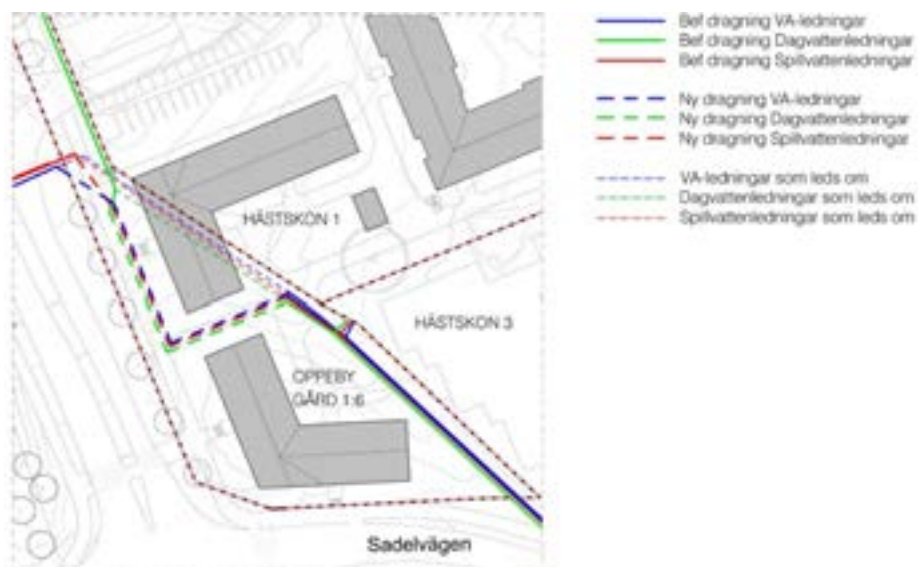 Bef dragning VA-ledningar
Bef dragning Dagvattenledningar
Bef dragning Spillvattenledningar
Ny dragning VA-ledningar
Ny dragning Dagvattenledningar
Ny dragning Spillvattenledningar
VA-ledningar som leds om
Dagvattenledningar som leds om
Spillvattenledningar som leds om
HÄSTSKON 1
HÄSTSKON 3
OPPEBY
GÅRD 1:6
Sadelvägen